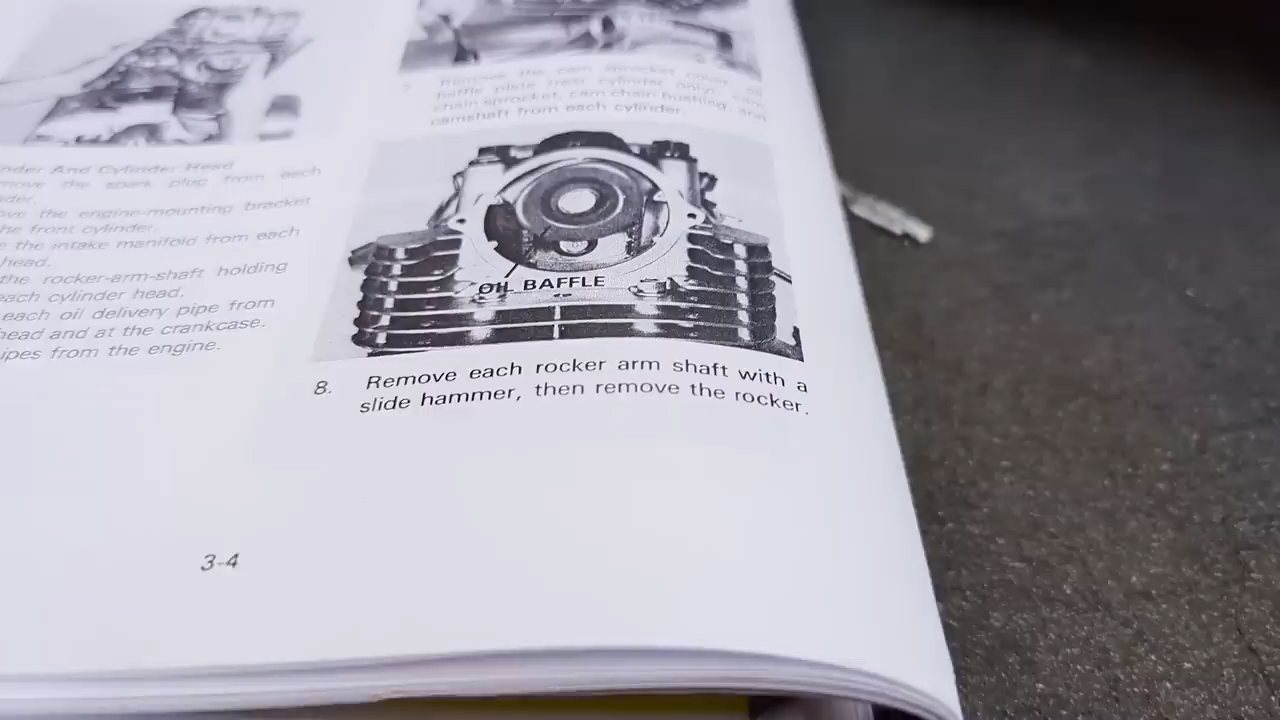 nder And Cylinder Head
move the spark plug from each
nder.
ove the engine-mounting bracket
he front cylinder.
e the intake manifold from each
head.
the rocker-arm-shaft holding
each cylinder head.
each oil delivery pipe from
head and at the crankcase.
ipes from the engine.
3-4
Remove the cam sprocket cover, oil
baffle plate (rear cylinder only), cam
chain sprocket, cam chain bushing, and
camshaft from each cylinder.
OIL BAFFLE
8. Remove each rocker arm shaft with a
slide hammer, then remove the rocker.